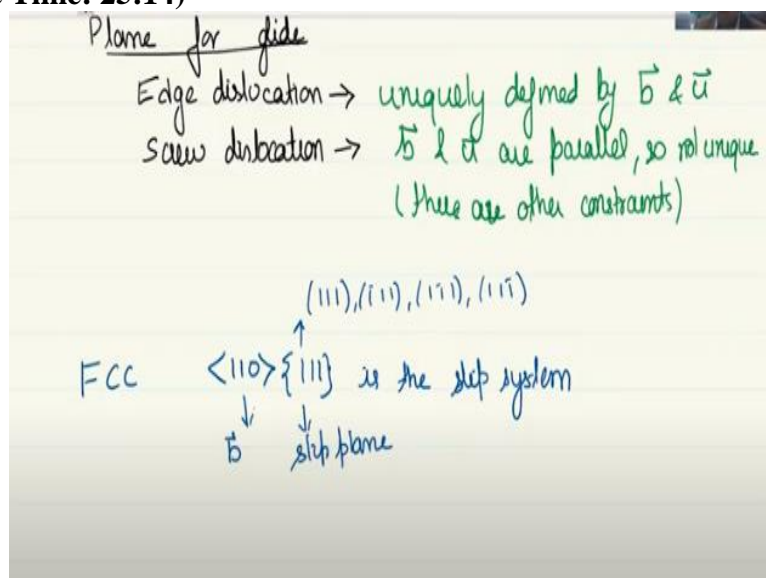 Time: 25:14)
Plane for glide
Edge dislocation → uniquely defined by b⃗ & u⃗
Screw dislocation → b⃗ & u⃗ are parallel, so not unique
(there are other constraints)
(111), (1̄11), (11̄1), (111̄)
↑
FCC <110>{111} is the slip system
↓ ↓
b⃗ slip plane